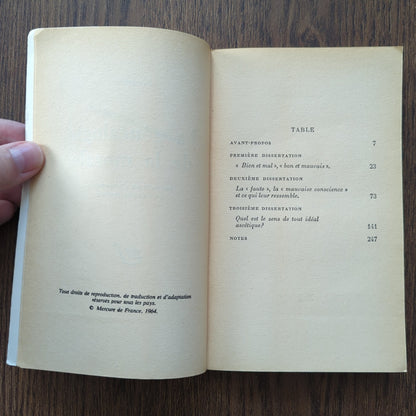 Tous droits de reproduction, de traduction et d'adaptation
réservés pour tous les pays.
© Mercure de France, 1964.
TABLE
AVANT-PROPOS 7
PREMIÈRE DISSERTATION
« Bien et mal », « bon et mauvais ». 23
DEUXIÈME DISSERTATION
La « faute », la « mauvaise conscience »
et ce qui leur ressemble. 73
TROISIÈME DISSERTATION
Quel est le sens de tout idéal
ascétique? 141
NOTES 247